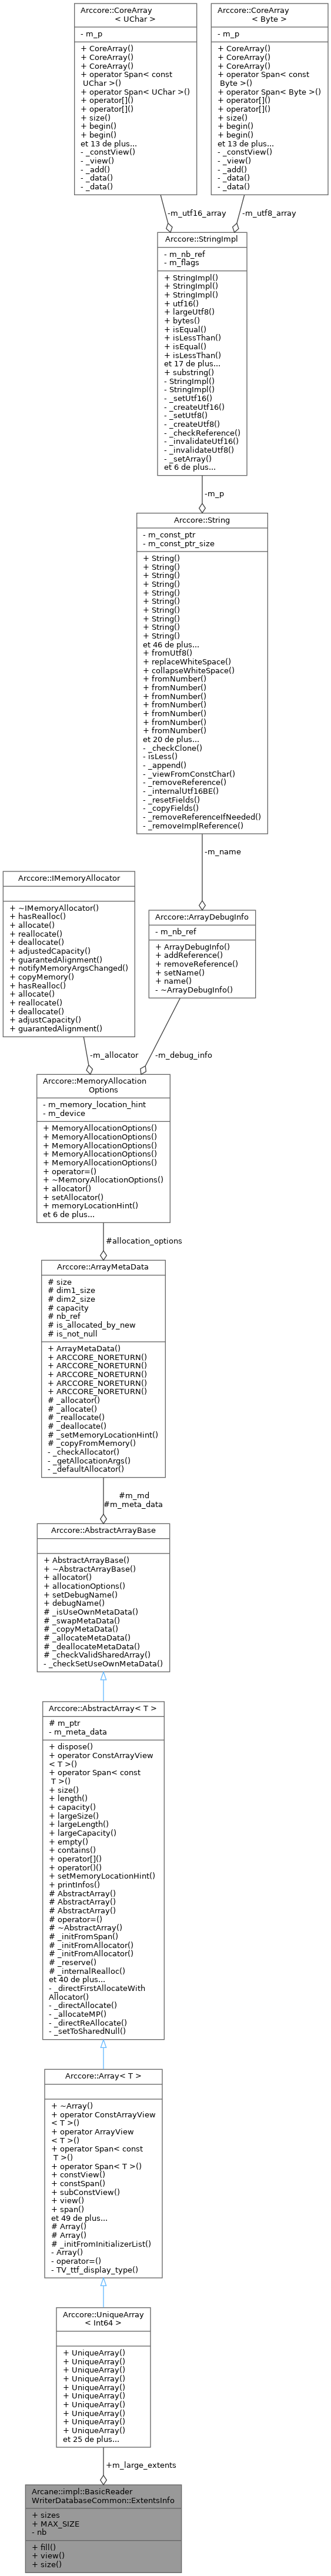 Arccore::CoreArray
< UChar >
- m_p
+ CoreArray()
+ CoreArray()
+ CoreArray()
+ operator Span< const
UChar >()
+ operator Span< UChar >()
+ operator[]()
+ operator[]()
+ size()
+ begin()
+ begin()
et 13 de plus...
- _constView()
- _view()
- _add()
- _data()
- _data()
Arccore::CoreArray
< Byte >
- m_p
+ CoreArray()
+ CoreArray()
+ CoreArray()
+ operator Span< const
Byte >()
+ operator Span< Byte >()
+ operator[]()
+ operator[]()
+ size()
+ begin()
+ begin()
et 13 de plus...
- _constView()
- _view()
- _add()
- _data()
- _data()
-m_utf16_array
-m_utf8_array
Arccore::StringImpl
- m_nb_ref
- m_flags
+ StringImpl()
+ StringImpl()
+ StringImpl()
+ utf16()
+ largeUtf8()
+ bytes()
+ isEqual()
+ isLessThan()
+ isEqual()
+ isLessThan()
et 17 de plus...
+ substring()
- StringImpl()
- StringImpl()
- _setUtf16()
- _createUtf16()
- _setUtf8()
- _createUtf8()
- _checkReference()
- _invalidateUtf16()
- _invalidateUtf8()
- _setArray()
et 6 de plus...
-m_p
Arccore::String
- m_const_ptr
- m_const_ptr_size
+ String()
+ String()
+ String()
+ String()
+ String()
+ String()
+ String()
+ String()
+ String()
+ String()
et 46 de plus...
+ fromUtf8()
+ replaceWhiteSpace()
+ collapseWhiteSpace()
+ fromNumber()
+ fromNumber()
+ fromNumber()
+ fromNumber()
+ fromNumber()
+ fromNumber()
+ fromNumber()
et 20 de plus...
- _checkClone()
- isLess()
- _append()
- _viewFromConstChar()
- _removeReference()
- _internalUtf16BE()
- _resetFields()
- _copyFields()
- _removeReferenceIfNeeded()
- _removeImplReference()
-m_name
Arccore::IMemoryAllocator
+ ~IMemoryAllocator()
+ hasRealloc()
+ allocate()
+ reallocate()
+ deallocate()
+ adjustedCapacity()
+ guarantedAlignment()
+ notifyMemoryArgsChanged()
+ copyMemory()
+ hasRealloc()
+ allocate()
+ reallocate()
+ deallocate()
+ adjustCapacity()
+ guarantedAlignment()
Arccore::ArrayDebugInfo
- m_nb_ref
+ ArrayDebugInfo()
+ addReference()
+ removeReference()
+ setName()
+ name()
- ~ArrayDebugInfo()
-m_allocator
-m_debug_info
Arccore::MemoryAllocation
Options
- m_memory_location_hint
- m_device
+ MemoryAllocationOptions()
+ MemoryAllocationOptions()
+ MemoryAllocationOptions()
+ MemoryAllocationOptions()
+ MemoryAllocationOptions()
+ operator=()
+ ~MemoryAllocationOptions()
+ allocator()
+ setAllocator()
+ memoryLocationHint()
et 6 de plus...
#allocation_options
Arccore::ArrayMetaData
# size
# dim1_size
# dim2_size
# capacity
# nb_ref
# is_allocated_by_new
# is_not_null
+ ArrayMetaData()
+ ARCCORE_NORETURN()
+ ARCCORE_NORETURN()
+ ARCCORE_NORETURN()
+ ARCCORE_NORETURN()
+ ARCCORE_NORETURN()
# _allocator()
# _allocate()
# _reallocate()
# _deallocate()
# _setMemoryLocationHint()
# _copyFromMemory()
- _checkAllocator()
- _getAllocationArgs()
- _defaultAllocator()
#m_md
#m_meta_data
Arccore::AbstractArrayBase
+ AbstractArrayBase()
+ ~AbstractArrayBase()
+ allocator()
+ allocationOptions()
+ setDebugName()
+ debugName()
# _isUseOwnMetaData()
# _swapMetaData()
# _copyMetaData()
# _allocateMetaData()
# _deallocateMetaData()
# _checkValidSharedArray()
- _checkSetUseOwnMetaData()
Arccore::AbstractArray< T >
# m_ptr
- m_meta_data
+ dispose()
+ operator ConstArrayView
< T >()
+ operator Span< const
T >()
+ size()
+ length()
+ capacity()
+ largeSize()
+ largeLength()
+ largeCapacity()
+ empty()
+ contains()
+ operator[]()
+ operator()()
+ setMemoryLocationHint()
+ printInfos()
# AbstractArray()
# AbstractArray()
# AbstractArray()
# operator=()
# ~AbstractArray()
# _initFromSpan()
# _initFromAllocator()
# _initFromAllocator()
# _reserve()
# _internalRealloc()
et 40 de plus...
- _directFirstAllocateWith
Allocator()
- _directAllocate()
- _allocateMP()
- _directReAllocate()
- _setToSharedNull()
Arccore::Array< T >
+ ~Array()
+ operator ConstArrayView
< T >()
+ operator ArrayView
< T >()
+ operator Span< const
T >()
+ operator Span< T >()
+ constView()
+ constSpan()
+ subConstView()
+ view()
+ span()
et 49 de plus...
# Array()
# Array()
# _initFromInitializerList()
- Array()
- operator=()
- TV_ttf_display_type()
Arccore::UniqueArray
< Int64 >
+ UniqueArray()
+ UniqueArray()
+ UniqueArray()
+ UniqueArray()
+ UniqueArray()
+ UniqueArray()
+ UniqueArray()
+ UniqueArray()
+ UniqueArray()
+ UniqueArray()
et 25 de plus...
+m_large_extents
Arcane::impl::BasicReader
WriterDatabaseCommon::ExtentsInfo
+ sizes
+ MAX_SIZE
- nb
+ fill()
+ view()
+ size()